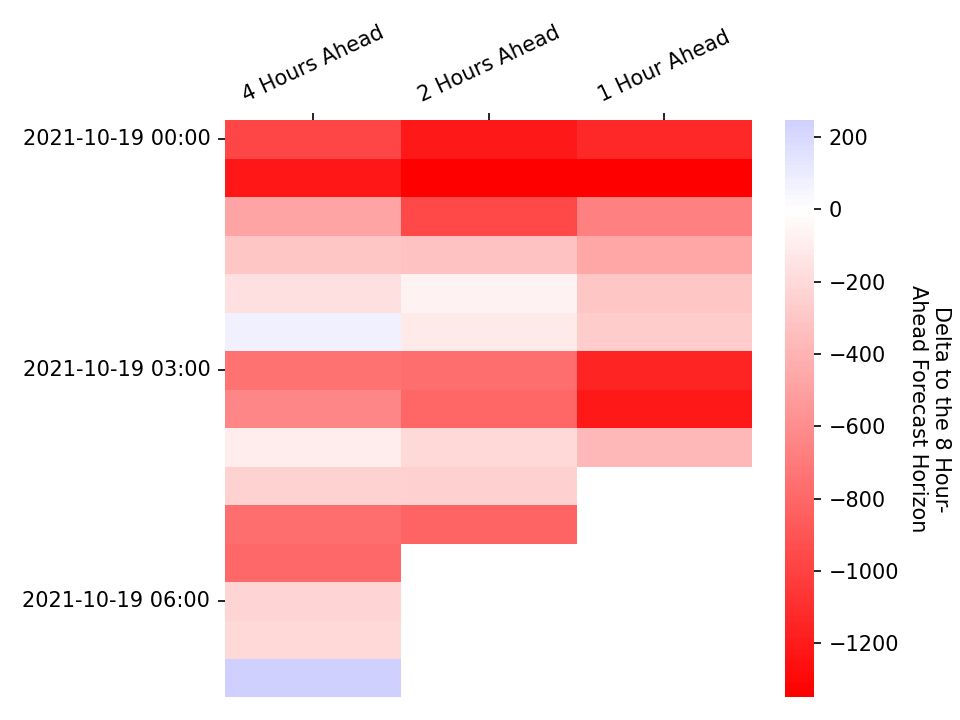 4 Hours Ahead
2 Hours Ahead
1 Hour Ahead
2021-10-19 00:00
2021-10-19 03:00
2021-10-19 06:00
200
0
−200
−400
−600
−800
−1000
−1200
Delta to the 8 Hour-
Ahead Forecast Horizon